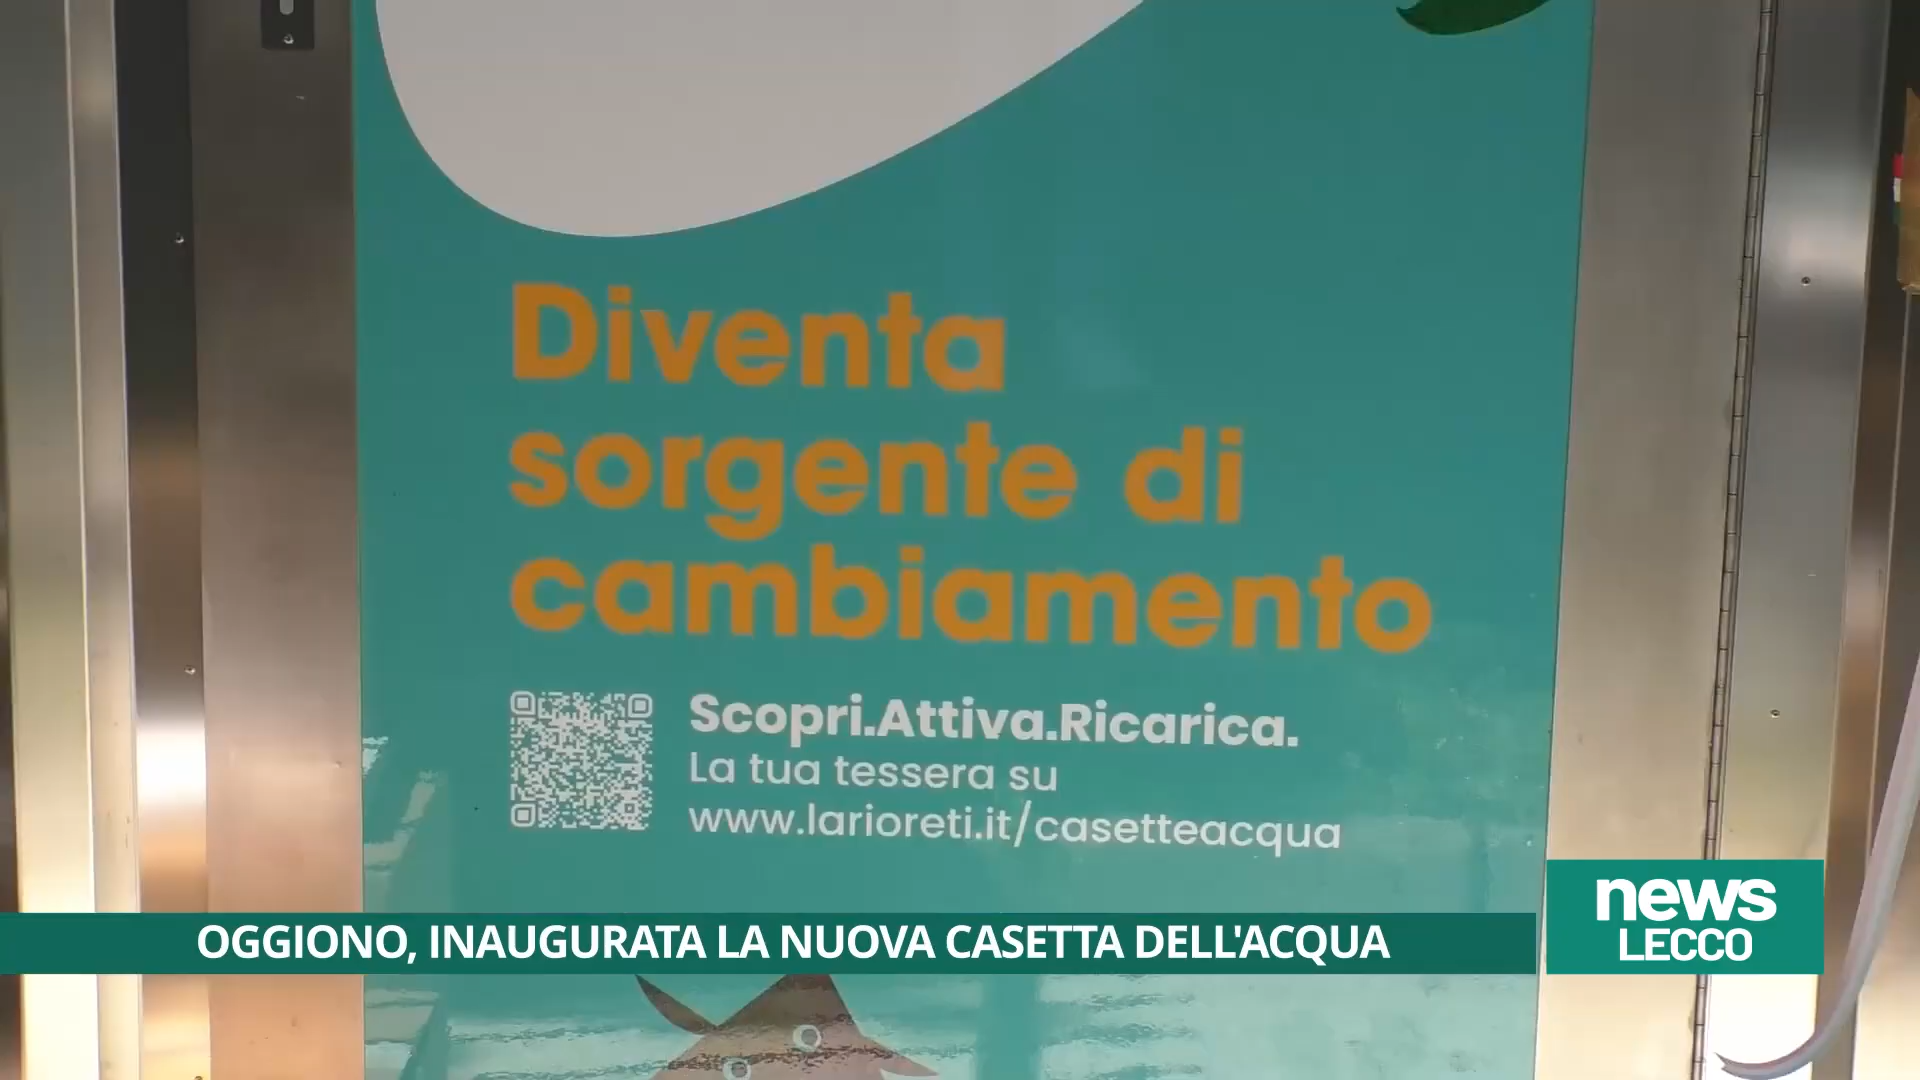 Diventa
sorgente di
cambiamento
Scopri.Attiva.Ricarica.
La tua tessera su
www.larioreti.it/casetteacqua
OGGIONO, INAUGURATA LA NUOVA CASETTA DELL'ACQUA
news
LECCO